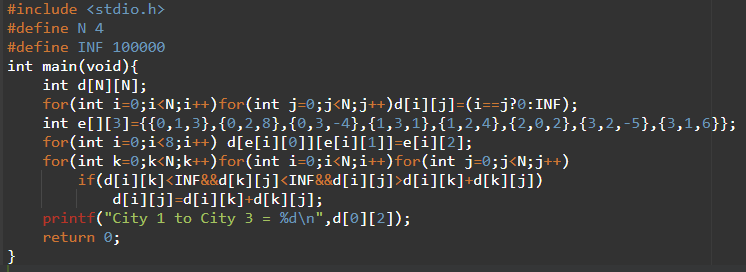 #include <stdio.h>
#define N 4
#define INF 100000
int main(void){
    int d[N][N];
    for(int i=0;i<N;i++)for(int j=0;j<N;j++)d[i][j]=(i==j?0:INF);
    int e[][3]={{0,1,3},{0,2,8},{0,3,-4},{1,3,1},{1,2,4},{2,0,2},{3,2,-5},{3,1,6}};
    for(int i=0;i<8;i++) d[e[i][0]][e[i][1]]=e[i][2];
    for(int k=0;k<N;k++)for(int i=0;i<N;i++)for(int j=0;j<N;j++)
        if(d[i][k]<INF&&d[k][j]<INF&&d[i][j]>d[i][k]+d[k][j])
            d[i][j]=d[i][k]+d[k][j];
    printf("City 1 to City 3 = %d\n",d[0][2]);
    return 0;
}